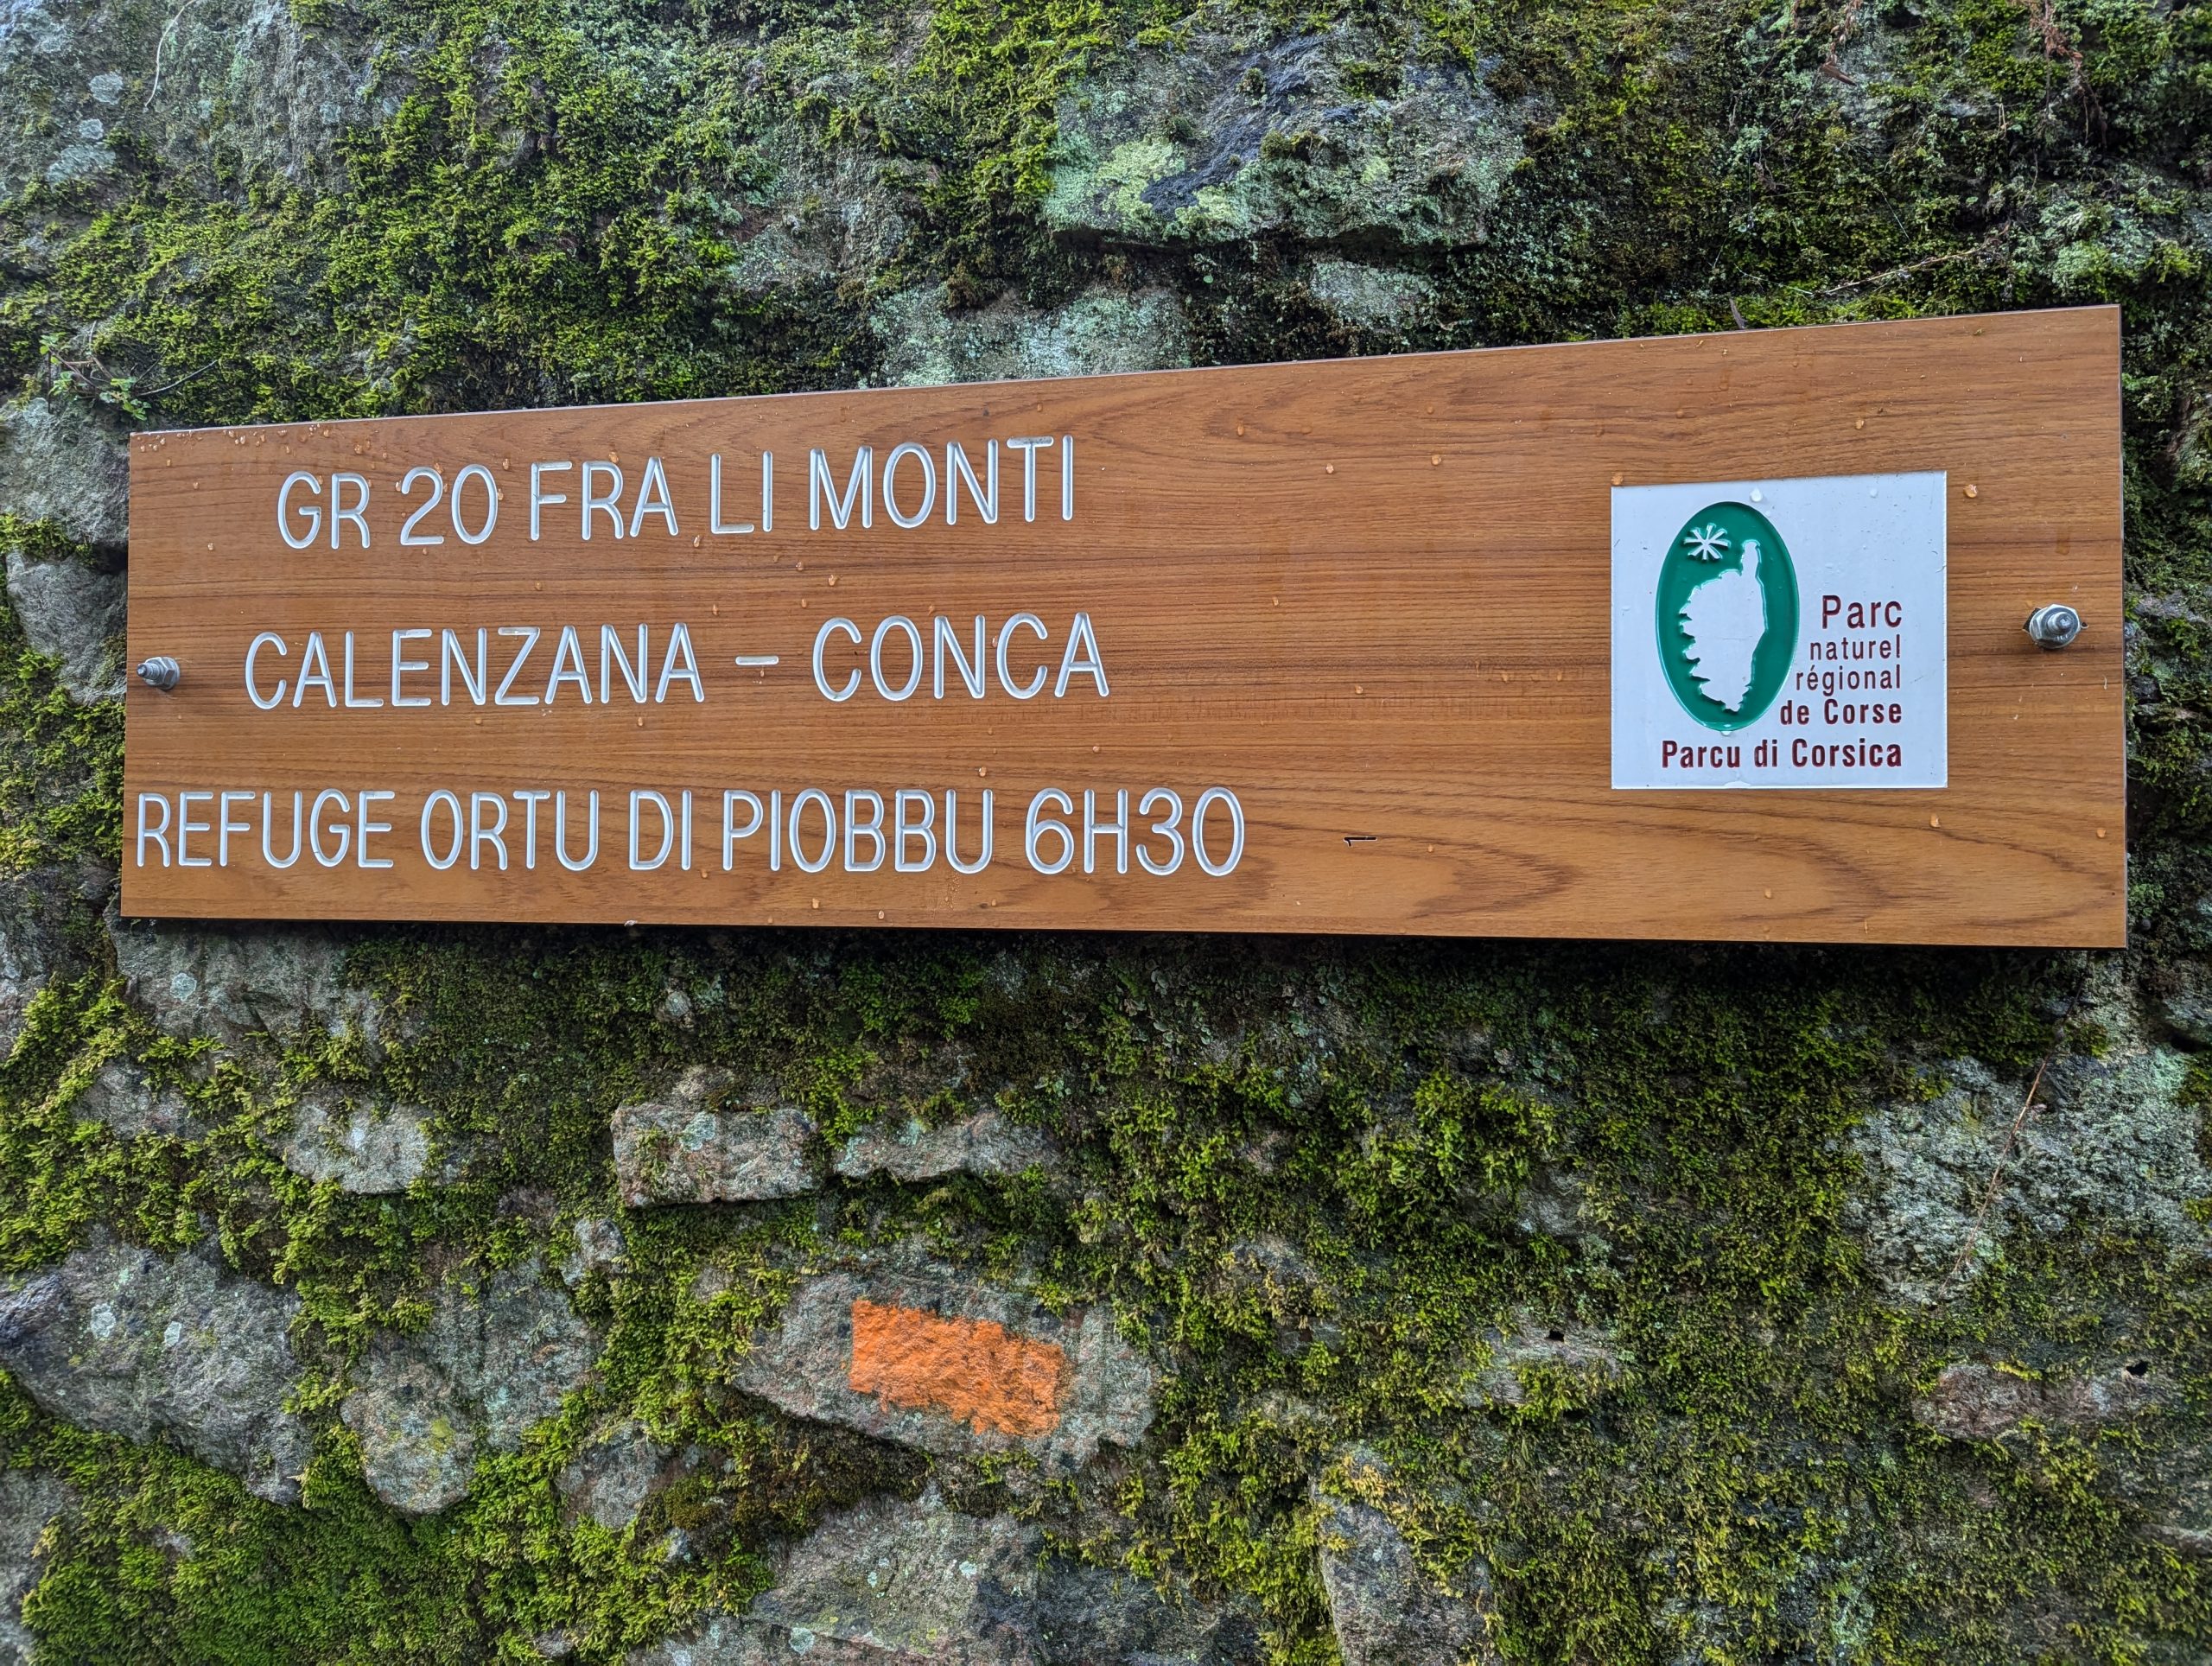 GR 20 FRA LI MONTI
CALENZANA – CONCA
REFUGE ORTU DI PIOBBU 6H30
Parc
naturel
régional
de Corse
Parcu di Corsica